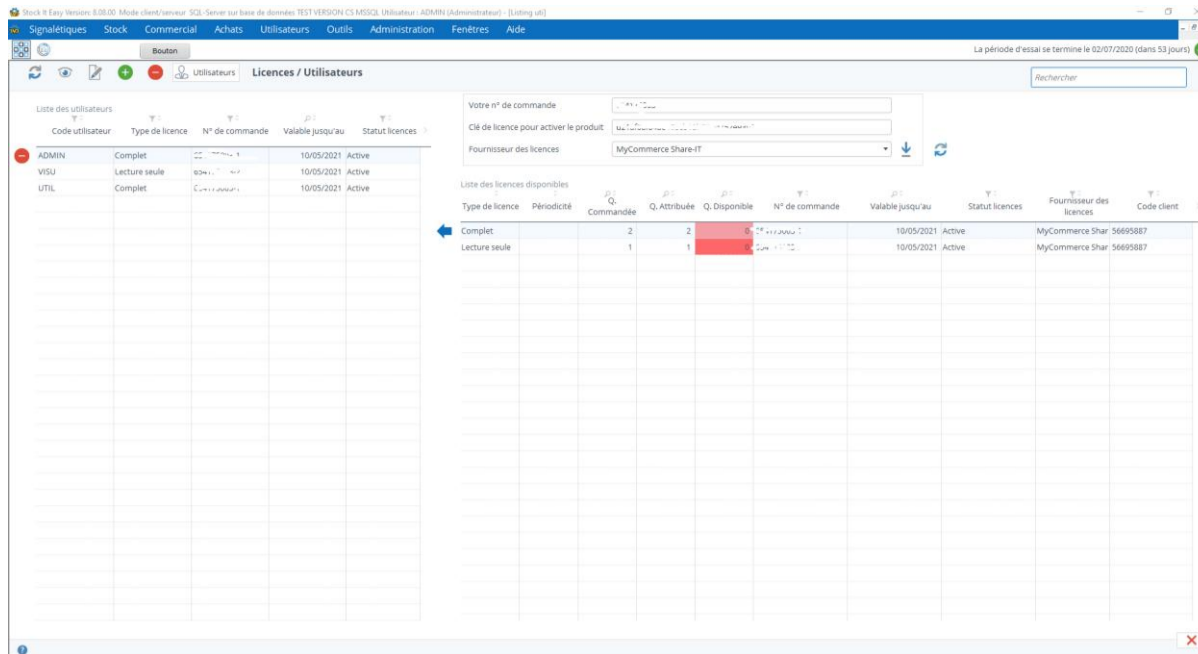 Stock It Easy Version: 8.08.00 Mode client/serveur SQL-Server sur base de données TEST VERSION CS MSSQL Utilisateur : ADMIN (Administrateur) - [Listing uti]
Signalétiques Stock Commercial Achats Utilisateurs Outils Administration Fenêtres Aide
Bouton
La période d'essai se termine le 02/07/2020 (dans 53 jours)
Utilisateurs
Licences / Utilisateurs
Rechercher
Liste des utilisateurs
Code utilisateur Type de licence N° de commande Valable jusqu'au Statut licences
ADMIN Complet 10/05/2021 Active
VISU Lecture seule 10/05/2021 Active
UTIL Complet 10/05/2021 Active
Votre n° de commande
Clé de licence pour activer le produit
Fournisseur des licences MyCommerce Share-IT
Liste des licences disponibles
Type de licence Périodicité Q. Commandée Q. Attribuée Q. Disponible N° de commande Valable jusqu'au Statut licences Fournisseur des licences Code client
Complet 2 2 0 10/05/2021 Active MyCommerce Shar 56695887
Lecture seule 1 1 0 10/05/2021 Active MyCommerce Shar 56695887